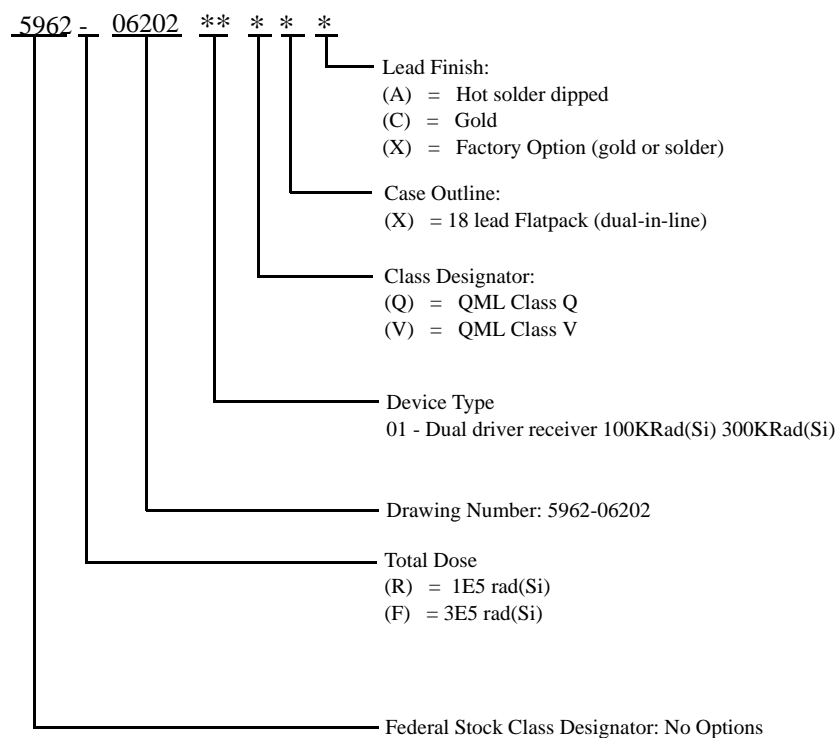 5962 - 06202 ** * * *
Lead Finish:
(A) = Hot solder dipped
(C) = Gold
(X) = Factory Option (gold or solder)
Case Outline:
(X) = 18 lead Flatpack (dual-in-line)
Class Designator:
(Q) = QML Class Q
(V) = QML Class V
Device Type
01 - Dual driver receiver 100KRad(Si) 300KRad(Si)
Drawing Number: 5962-06202
Total Dose
(R) = 1E5 rad(Si)
(F) = 3E5 rad(Si)
Federal Stock Class Designator: No Options